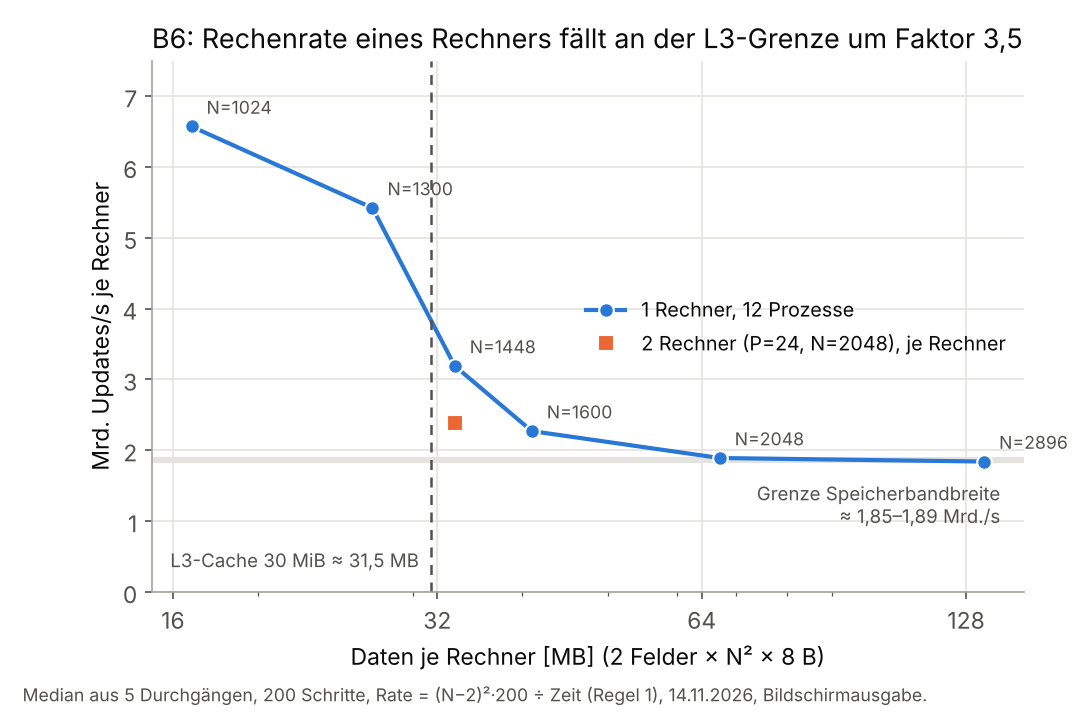 B6: Rechenrate eines Rechners fällt an der L3-Grenze um Faktor 3,5
Mrd. Updates/s je Rechner
7
6
5
4
3
2
1
0
N=1024
N=1300
N=1448
N=1600
N=2048
N=2896
1 Rechner, 12 Prozesse
2 Rechner (P=24, N=2048), je Rechner
Grenze Speicherbandbreite
≈ 1,85–1,89 Mrd./s
L3-Cache 30 MiB ≈ 31,5 MB
16
32
64
128
Daten je Rechner [MB] (2 Felder × N² × 8 B)
Median aus 5 Durchgängen, 200 Schritte, Rate = (N−2)²·200 ÷ Zeit (Regel 1), 14.11.2026, Bildschirmausgabe.